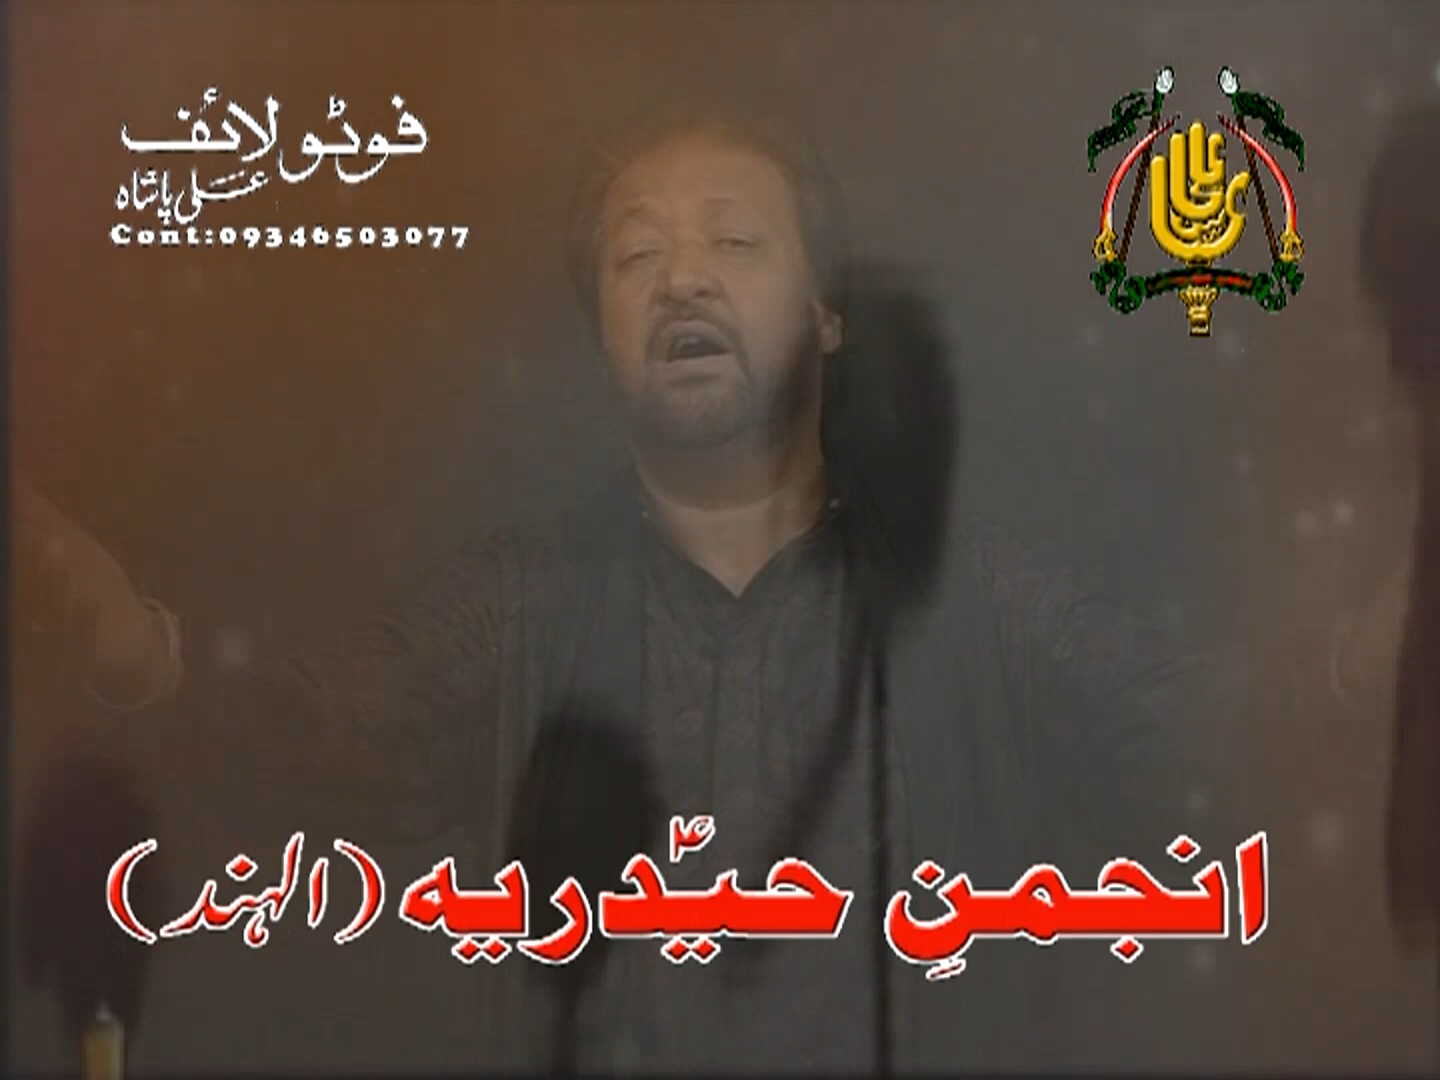 فوٹو لائف
علی پاشاہ
Cont:09346503077
انجمنِ حیدریہ (الہند)